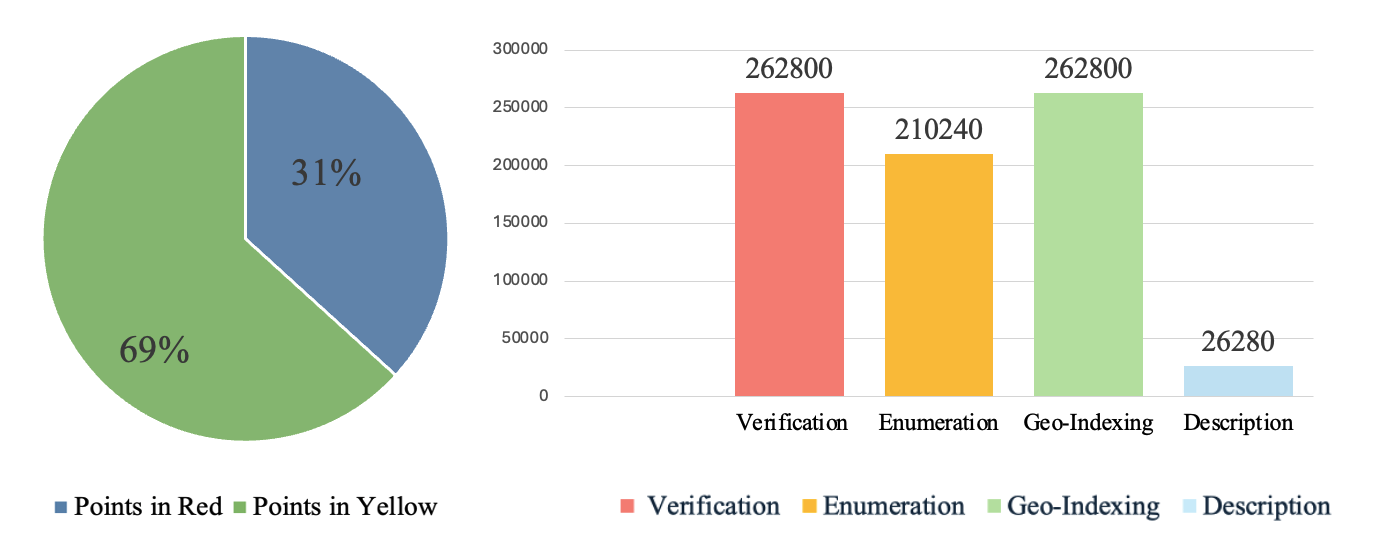 31%
69%
Points in Red
Points in Yellow
300000
250000
200000
150000
100000
50000
0
262800
210240
262800
26280
Verification
Enumeration
Geo-Indexing
Description
Verification
Enumeration
Geo-Indexing
Description